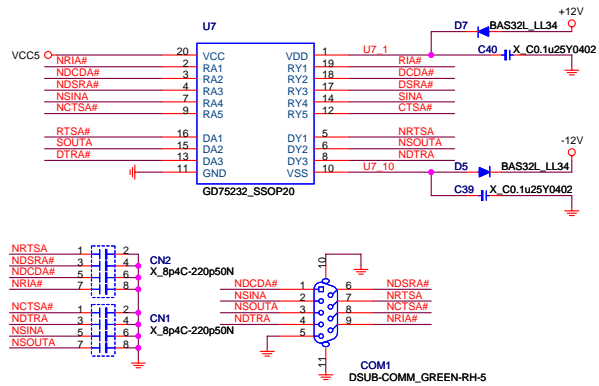 U7
D7
BAS32L_LL34
+12V
VCC5
20
VCC
VDD
1
U7_1
C40
X_C0.1u25Y0402
NRIA#
2
RA1
RY1
19
RIA#
NDCDA#
3
RA2
RY2
18
DCDA#
NDSRA#
4
RA3
RY3
17
DSRA#
NSINA
7
RA4
RY4
14
SINA
NCTSA#
9
RA5
RY5
12
CTSA#
RTSA#
16
DA1
DY1
5
NRTSA
SOUTA
15
DA2
DY2
6
NSOUTA
DTRA#
13
DA3
DY3
8
NDTRA
11
GND
VSS
10
U7_10
GD75232_SSOP20
-12V
D5
BAS32L_LL34
C39
X_C0.1u25Y0402
NRTSA
1
2
NDSRA#
3
4
NDCDA#
5
6
NRIA#
7
8
CN2
X_8p4C-220p50N
NCTSA#
1
2
NDTRA
3
4
NSINA
5
6
NSOUTA
7
8
CN1
X_8p4C-220p50N
10
NDCDA#
1
6
NDSRA#
NSINA
2
7
NRTSA
NSOUTA
3
8
NCTSA#
NDTRA
4
9
NRIA#
5
11
COM1
DSUB-COMM_GREEN-RH-5